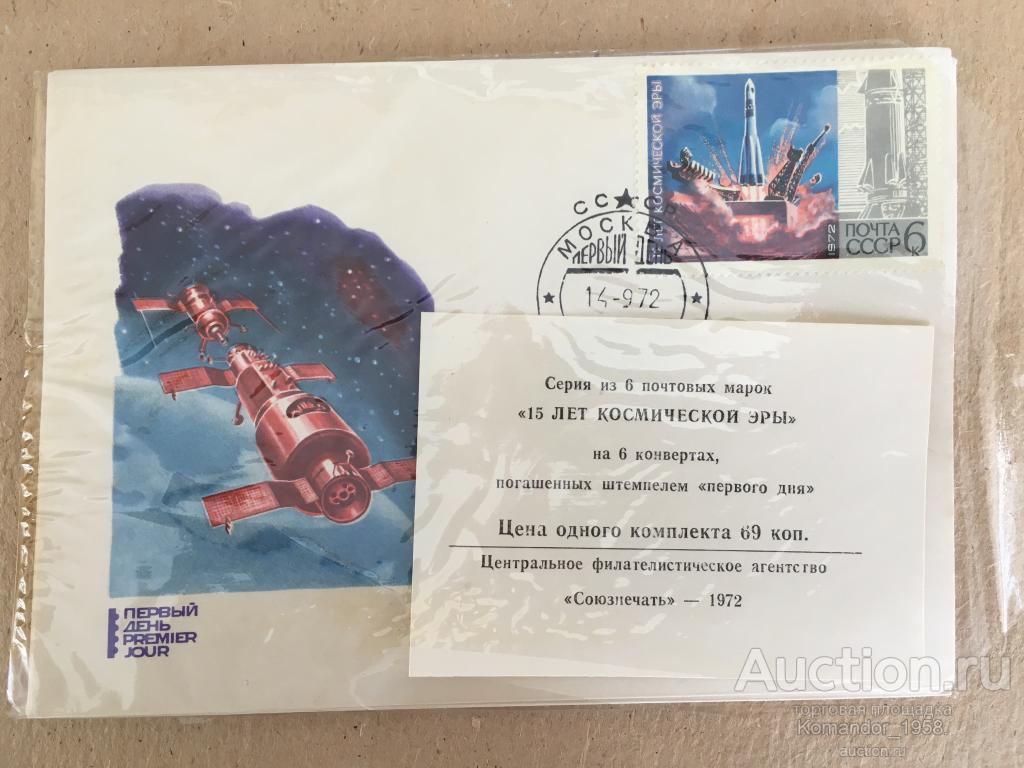 15 ЛЕТ КОСМИЧЕСКОЙ ЭРЫ
1972
ПОЧТА
СССР 6 К
СССР
МОСКВА
ПЕРВЫЙ ДЕНЬ
14-9.72
Серия из 6 почтовых марок
«15 ЛЕТ КОСМИЧЕСКОЙ ЭРЫ»
на 6 конвертах,
погашенных штемпелем «первого дня»
Цена одного комплекта 69 коп.
Центральное филателистическое агентство
«Союзпечать» — 1972
ПЕРВЫЙ
ДЕНЬ
PREMIER
JOUR
Auction.ru
торговая площадка
Komandor_1958.
auction.ru